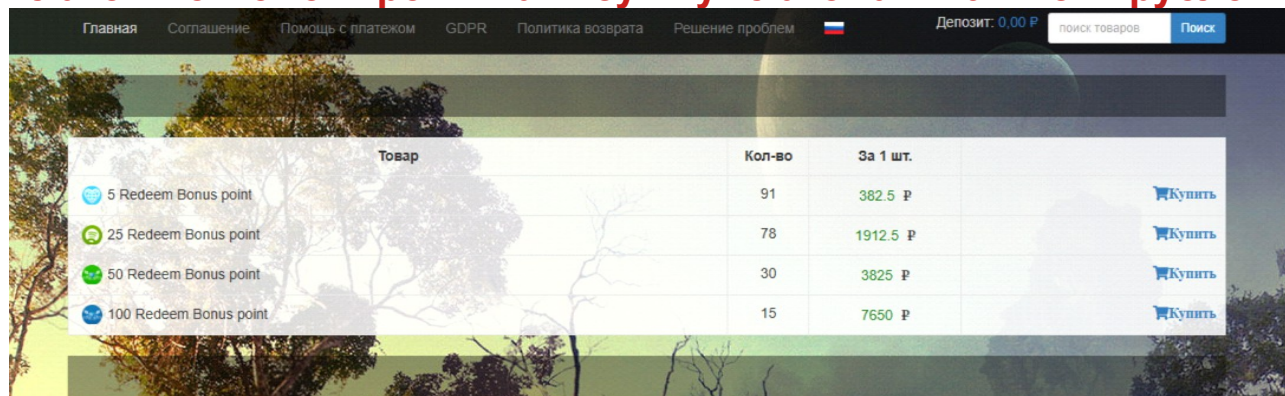 Главная Соглашение Помощь с платежом GDPR Политика возврата Решение проблем Депозит: 0,00 ₽ поиск товаров Поиск
Товар Кол-во За 1 шт.
5 Redeem Bonus point 91 382.5 ₽ Купить
25 Redeem Bonus point 78 1912.5 ₽ Купить
50 Redeem Bonus point 30 3825 ₽ Купить
100 Redeem Bonus point 15 7650 ₽ Купить